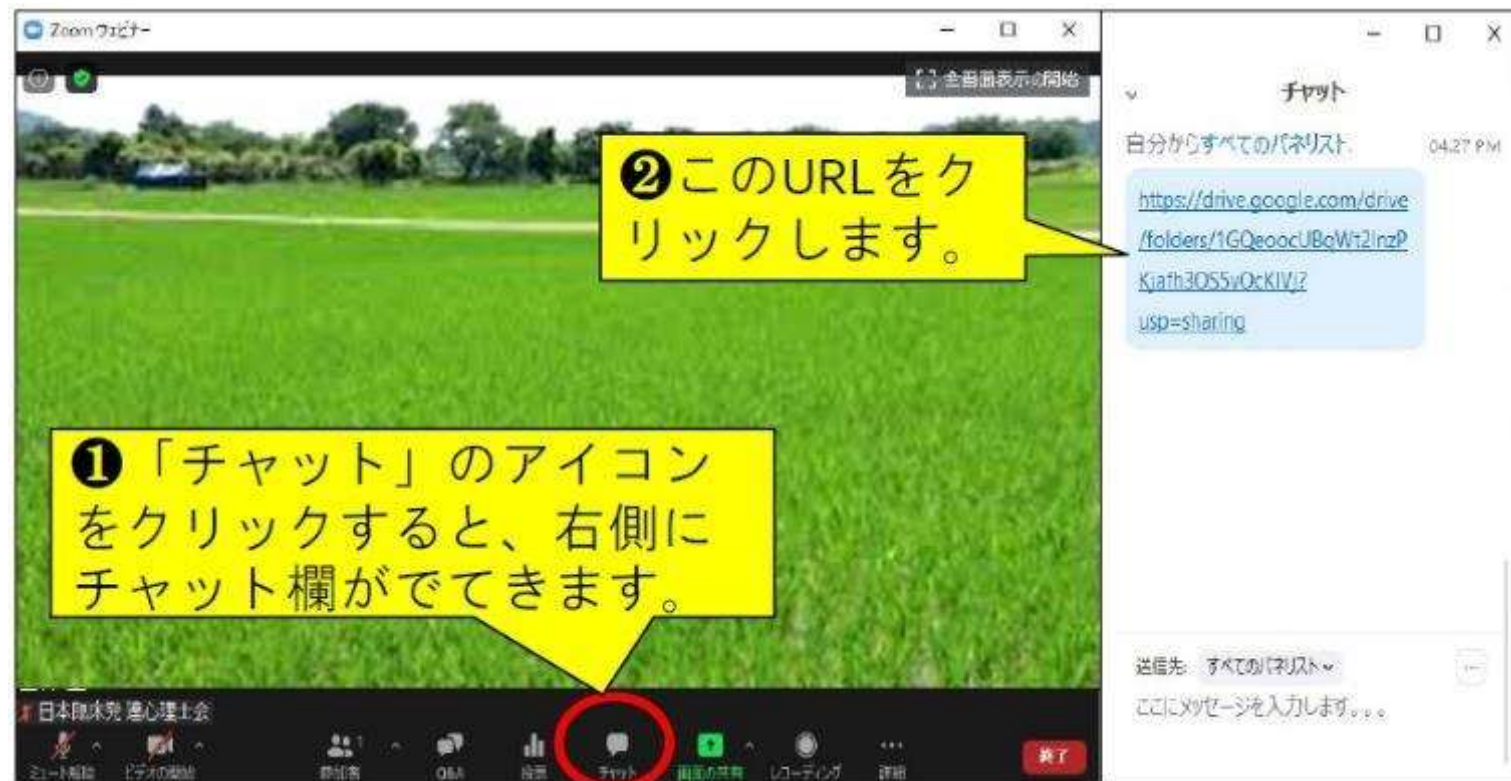 Zoom ウェビナー
全画面表示の開始
❷このURLをク
リックします。
❶「チャット」のアイコン
をクリックすると、右側に
チャット欄がでてきます。
日本臨床発達心理士会
ミュート解除
ビデオの開始
1
参加者
Q&A
投票
チャット
画面の共有
レコーディング
詳細
終了
チャット
自分からすべてのパネリスト
04:27 PM
https://drive.google.com/drive
usp=sharing
送信先: すべてのパネリスト
ここにメッセージを入力します。。。